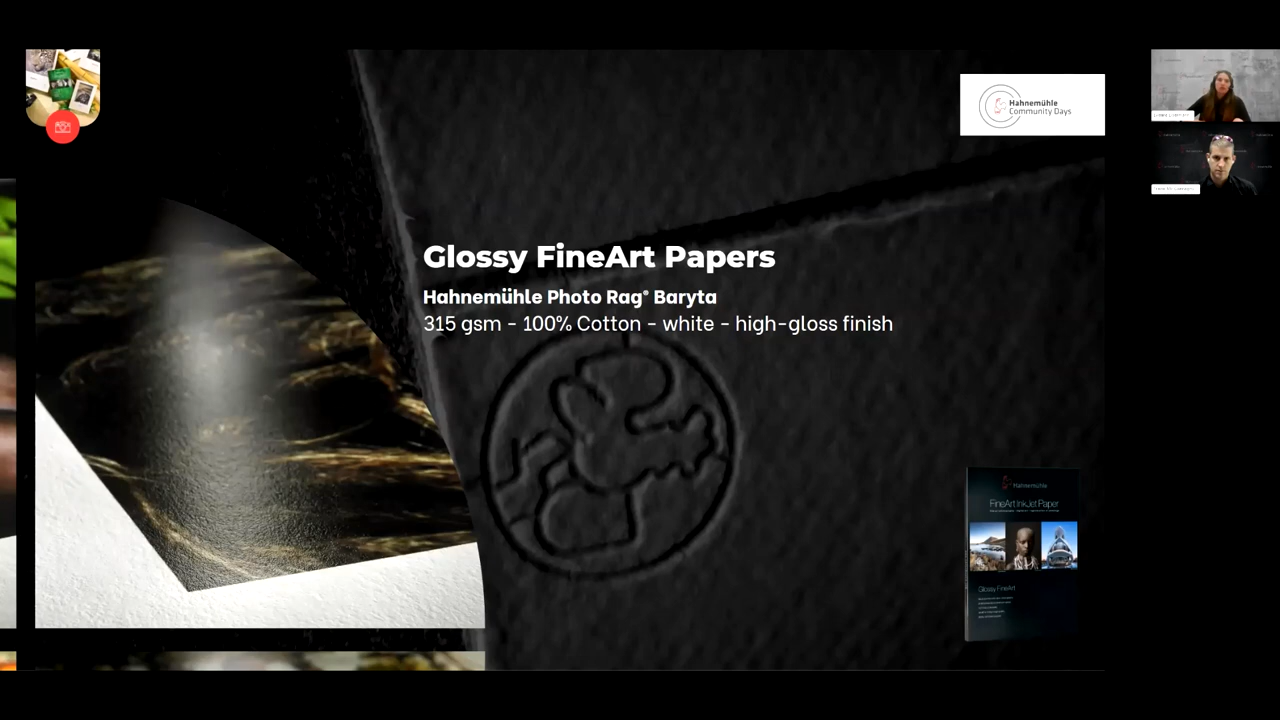 Hahnemühle
Community Days
Glossy FineArt Papers
Hahnemühle Photo Rag® Baryta
315 gsm - 100% Cotton - white - high-gloss finish
Hahnemühle
FineArt InkJet Paper
Glossy FineArt